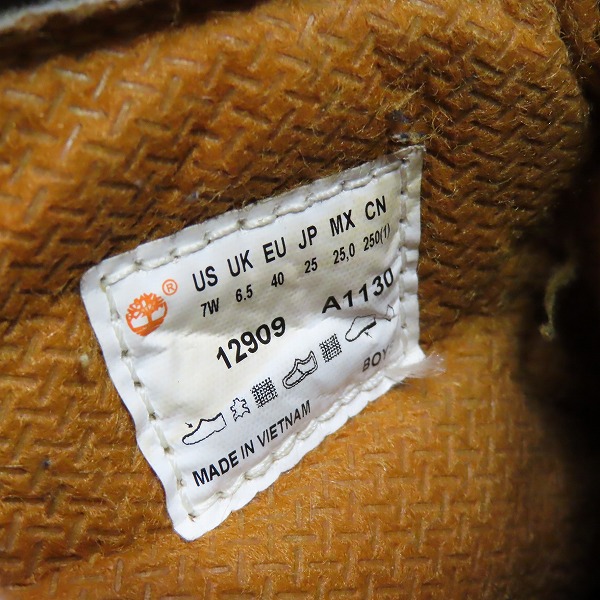 US UK EU JP MX CN
7W 6.5 40 25 25,0 250(1)
®
12909 A1130
BOY
MADE IN VIETNAM